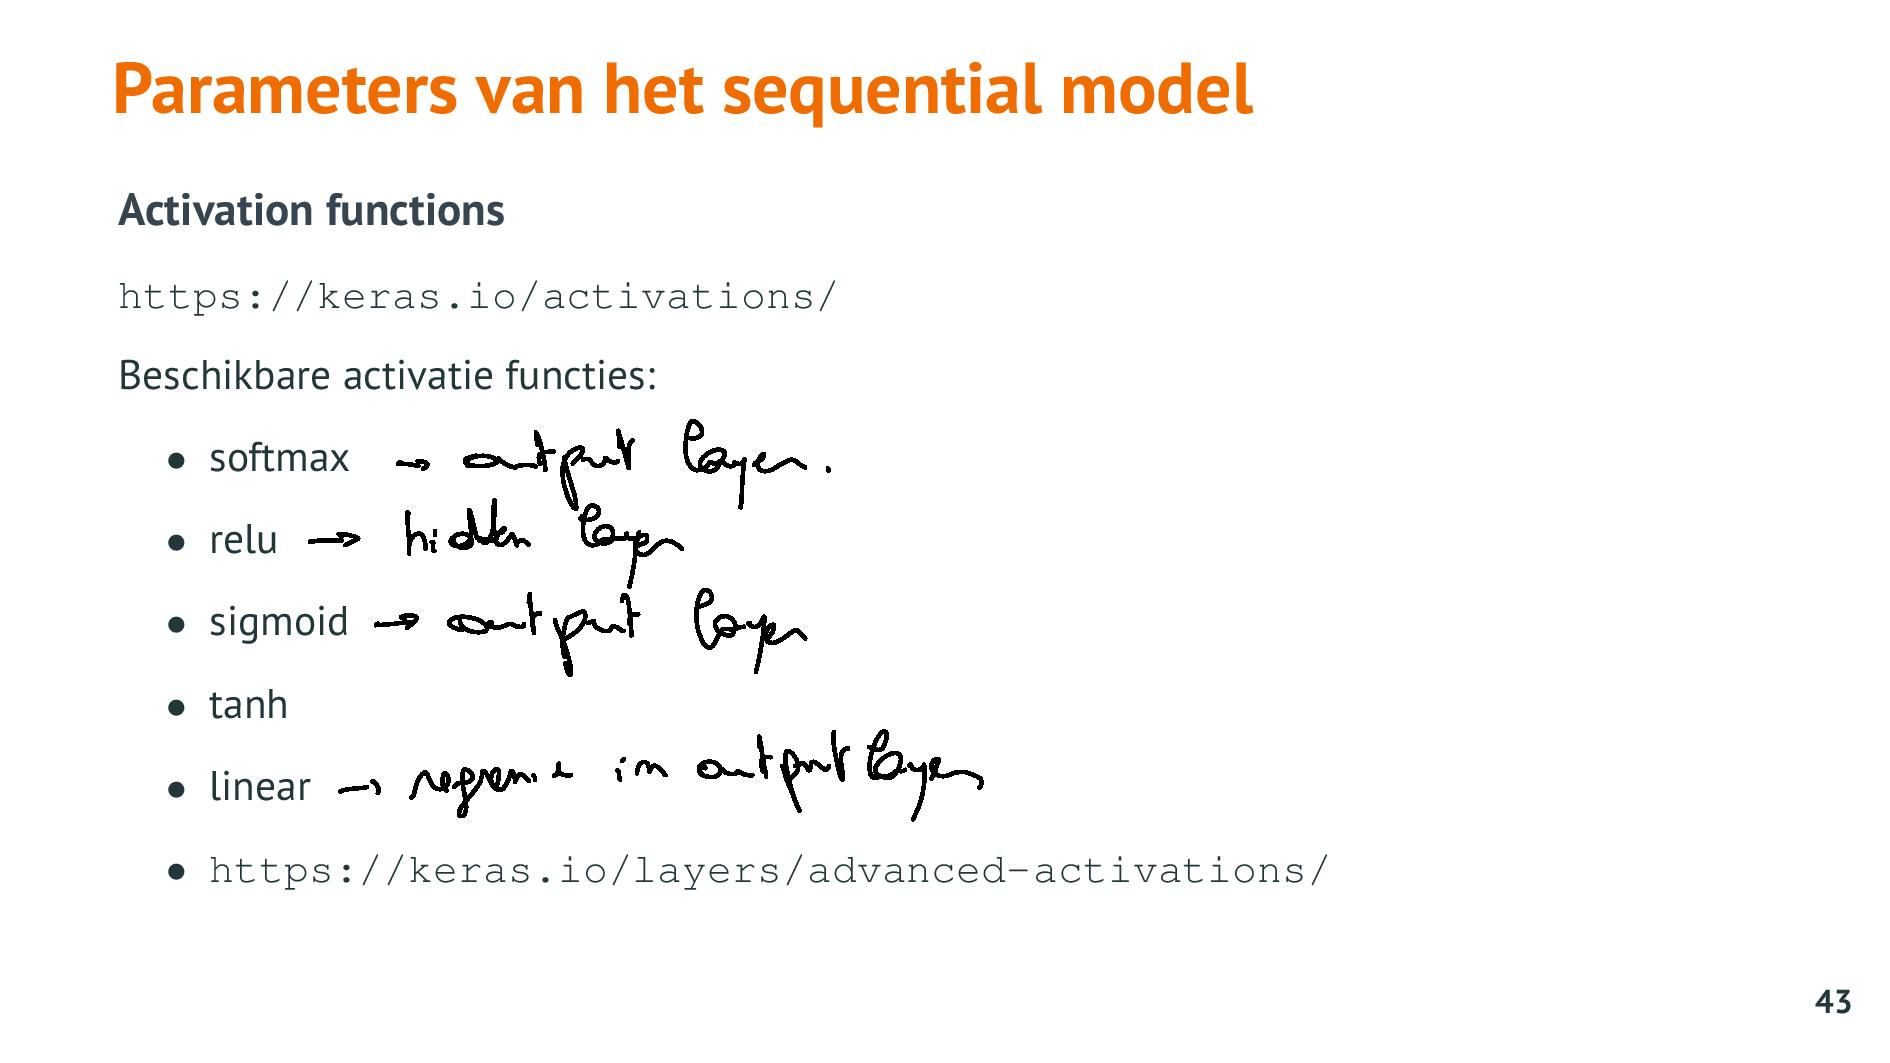 Parameters van het sequential model
Activation functions
https://keras.io/activations/
Beschikbare activatie functies:
• softmax → output layer.
• relu → hidden layer
• sigmoid → output layer
• tanh
• linear → regressie in output layer
• https://keras.io/layers/advanced-activations/
43